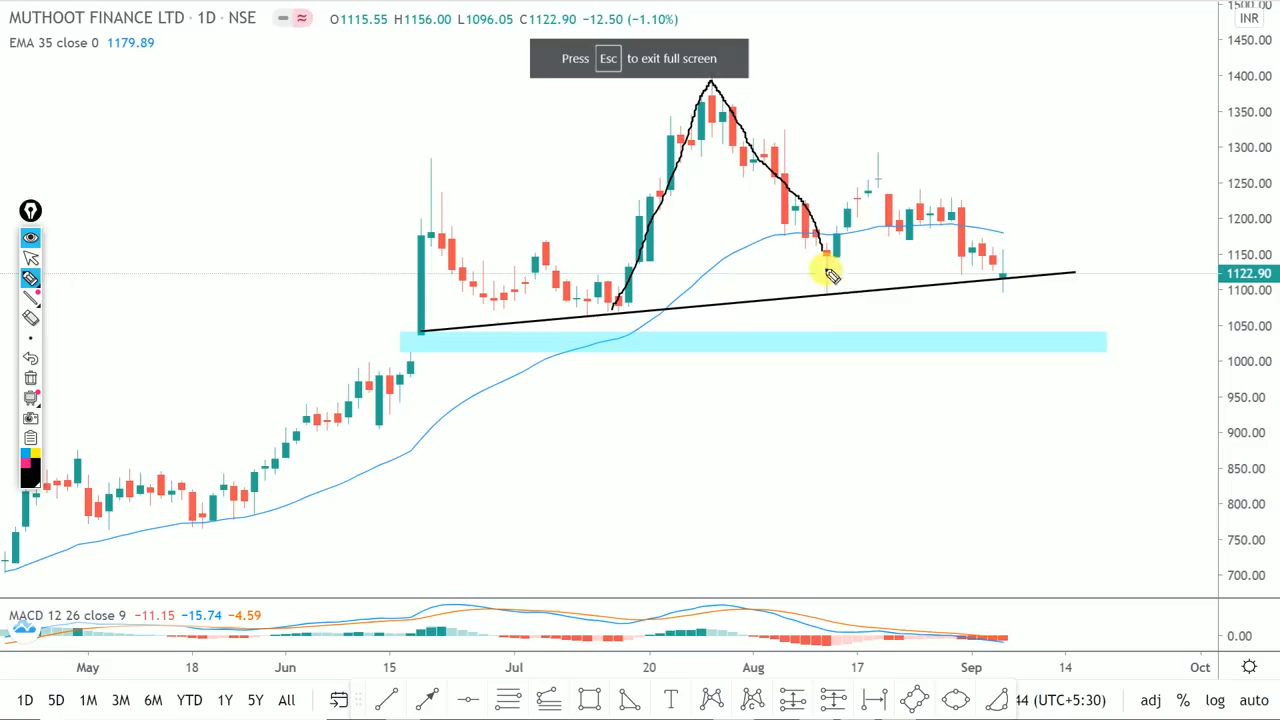 MUTHOOT FINANCE LTD · 1D · NSE
O1115.55 H1156.00 L1096.05 C1122.90 −12.50 (−1.10%)
EMA 35 close 0 1179.89
Press Esc to exit full screen
INR
1450.00
1400.00
1350.00
1300.00
1250.00
1200.00
1150.00
1122.90
1100.00
1050.00
1000.00
950.00
900.00
850.00
800.00
750.00
700.00
MACD 12 26 close 9 −11.15 −15.74 −4.59
0.00
May 18 Jun 15 Jul 20 Aug 17 Sep 14 Oct
1D 5D 1M 3M 6M YTD 1Y 5Y All T 44 (UTC+5:30) adj % log auto